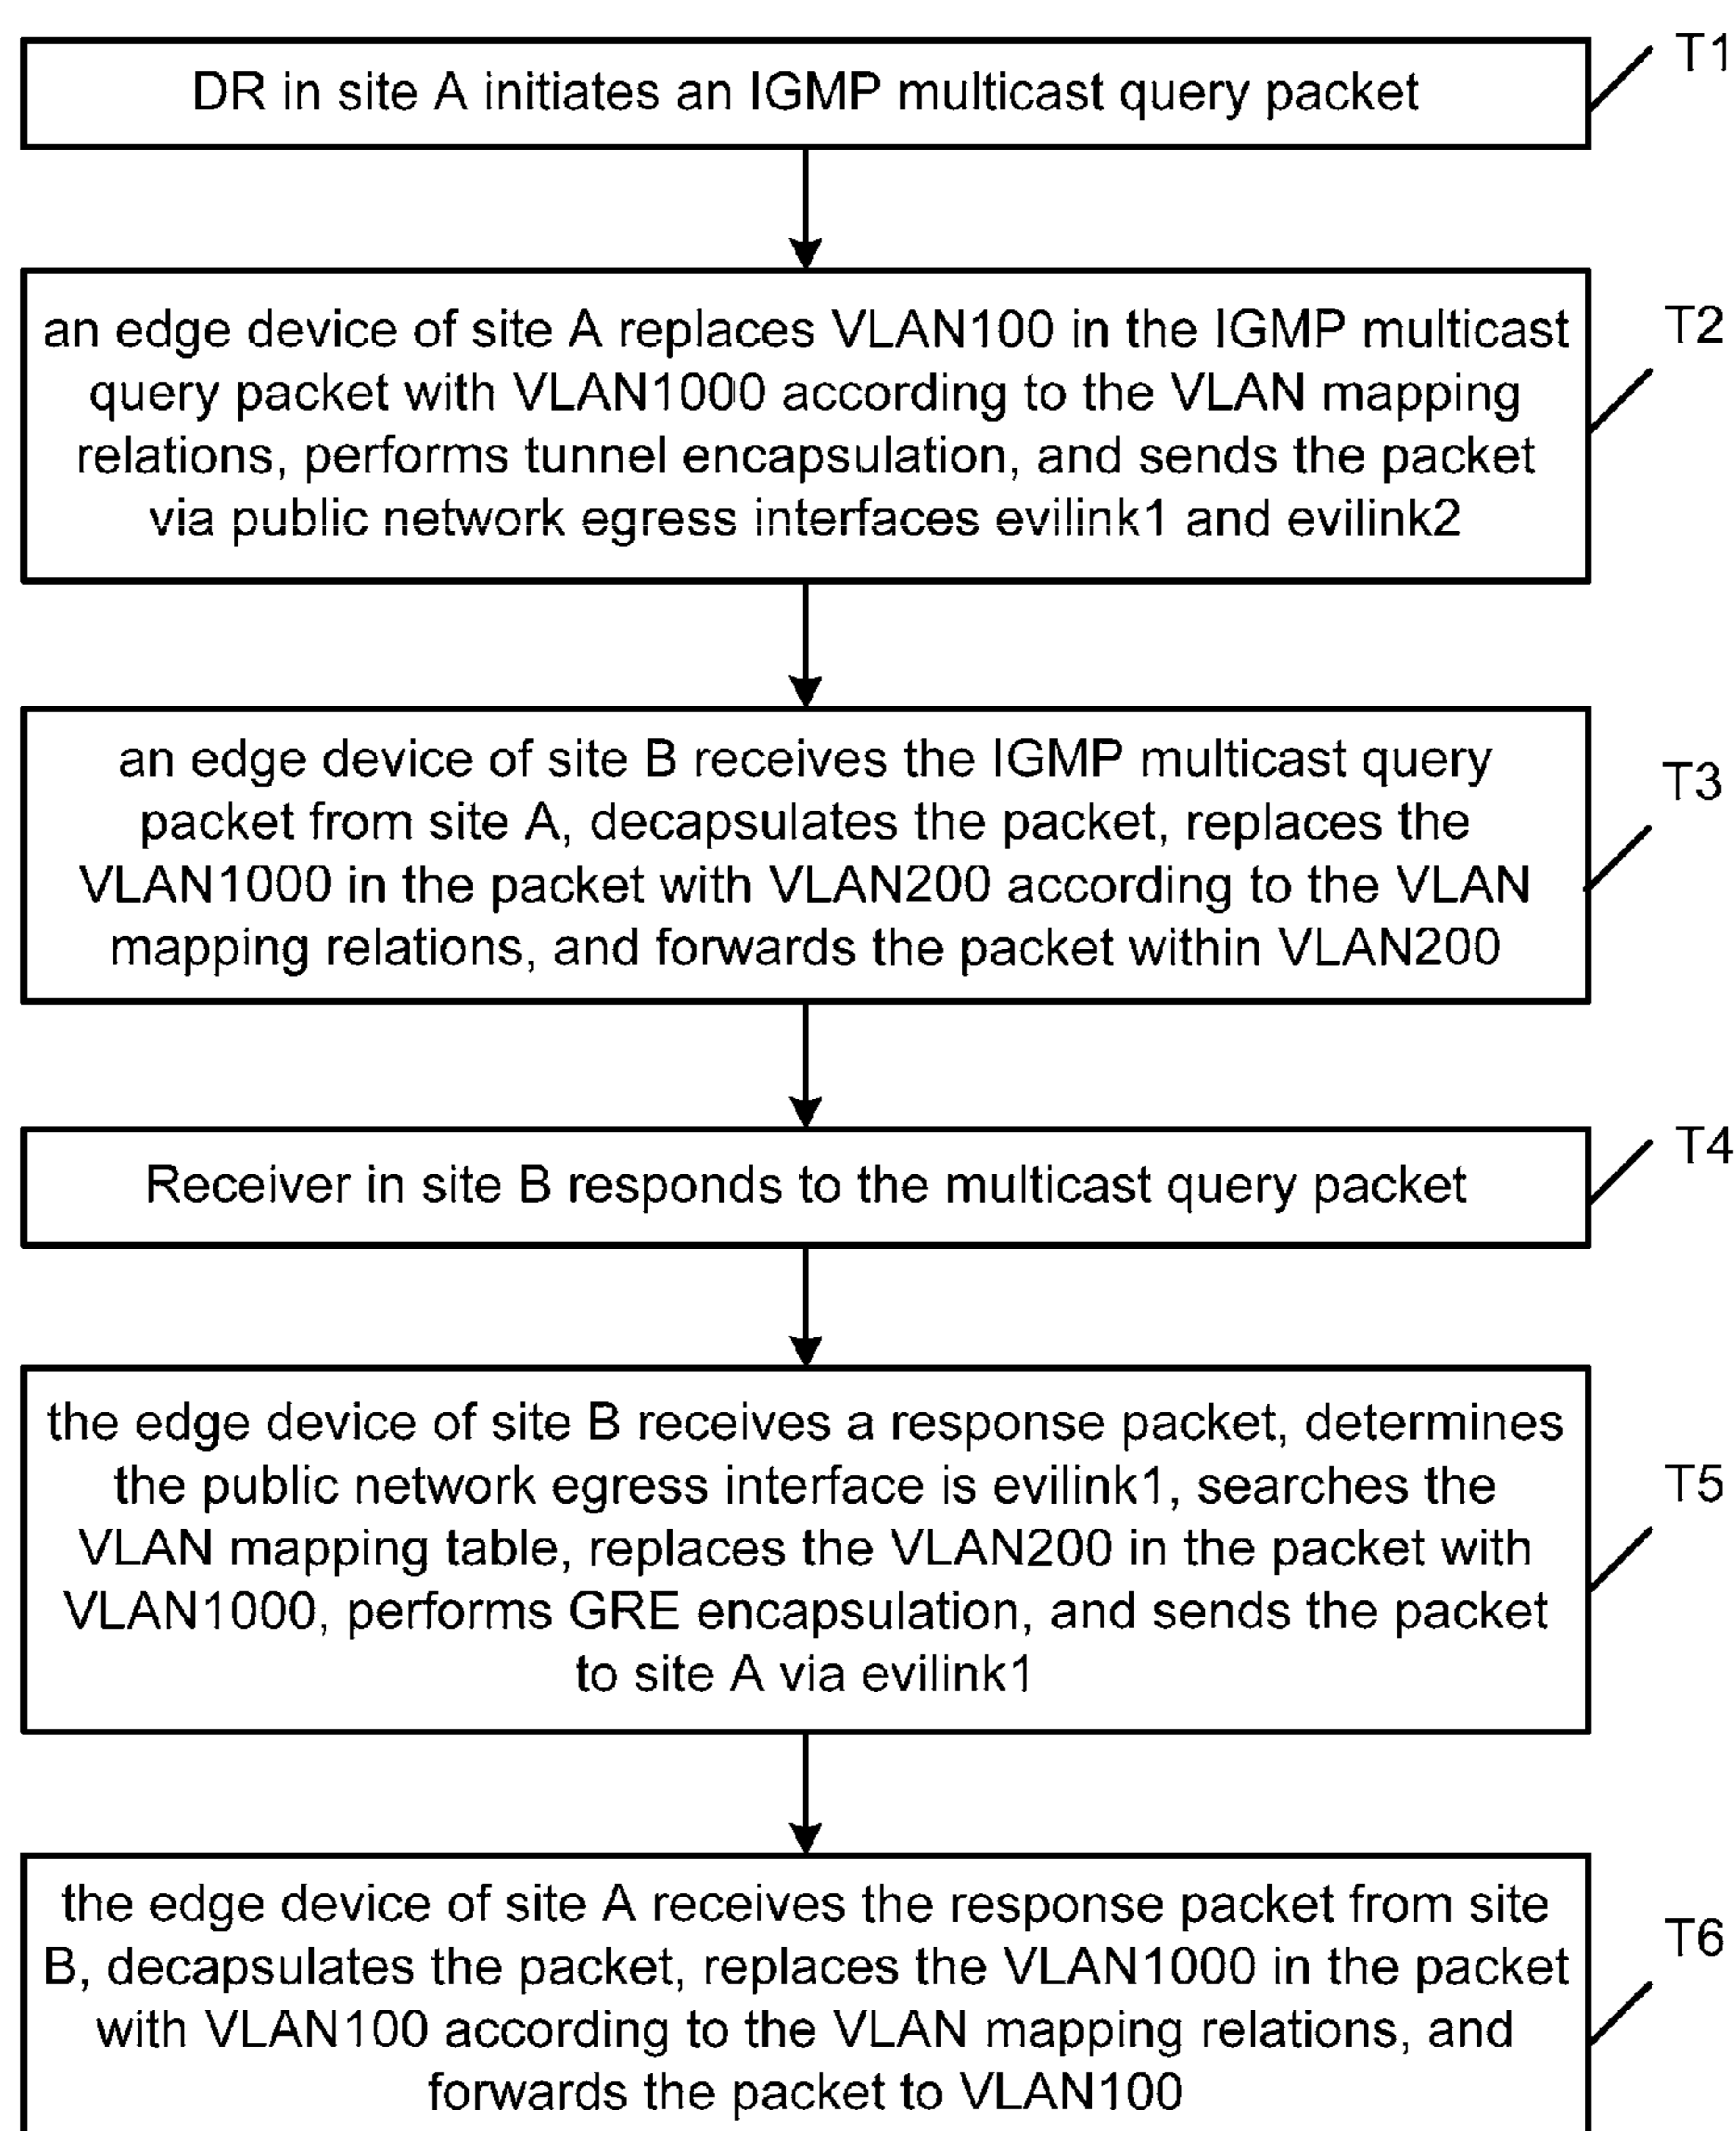 DR in site A initiates an IGMP multicast query packet
T1
an edge device of site A replaces VLAN100 in the IGMP multicast
query packet with VLAN1000 according to the VLAN mapping
relations, performs tunnel encapsulation, and sends the packet
via public network egress interfaces evilink1 and evilink2
T2
an edge device of site B receives the IGMP multicast query
packet from site A, decapsulates the packet, replaces the
VLAN1000 in the packet with VLAN200 according to the VLAN
mapping relations, and forwards the packet within VLAN200
T3
Receiver in site B responds to the multicast query packet
T4
the edge device of site B receives a response packet, determines
the public network egress interface is evilink1, searches the
VLAN mapping table, replaces the VLAN200 in the packet with
VLAN1000, performs GRE encapsulation, and sends the packet
to site A via evilink1
T5
the edge device of site A receives the response packet from site
B, decapsulates the packet, replaces the VLAN1000 in the packet
with VLAN100 according to the VLAN mapping relations, and
forwards the packet to VLAN100
T6